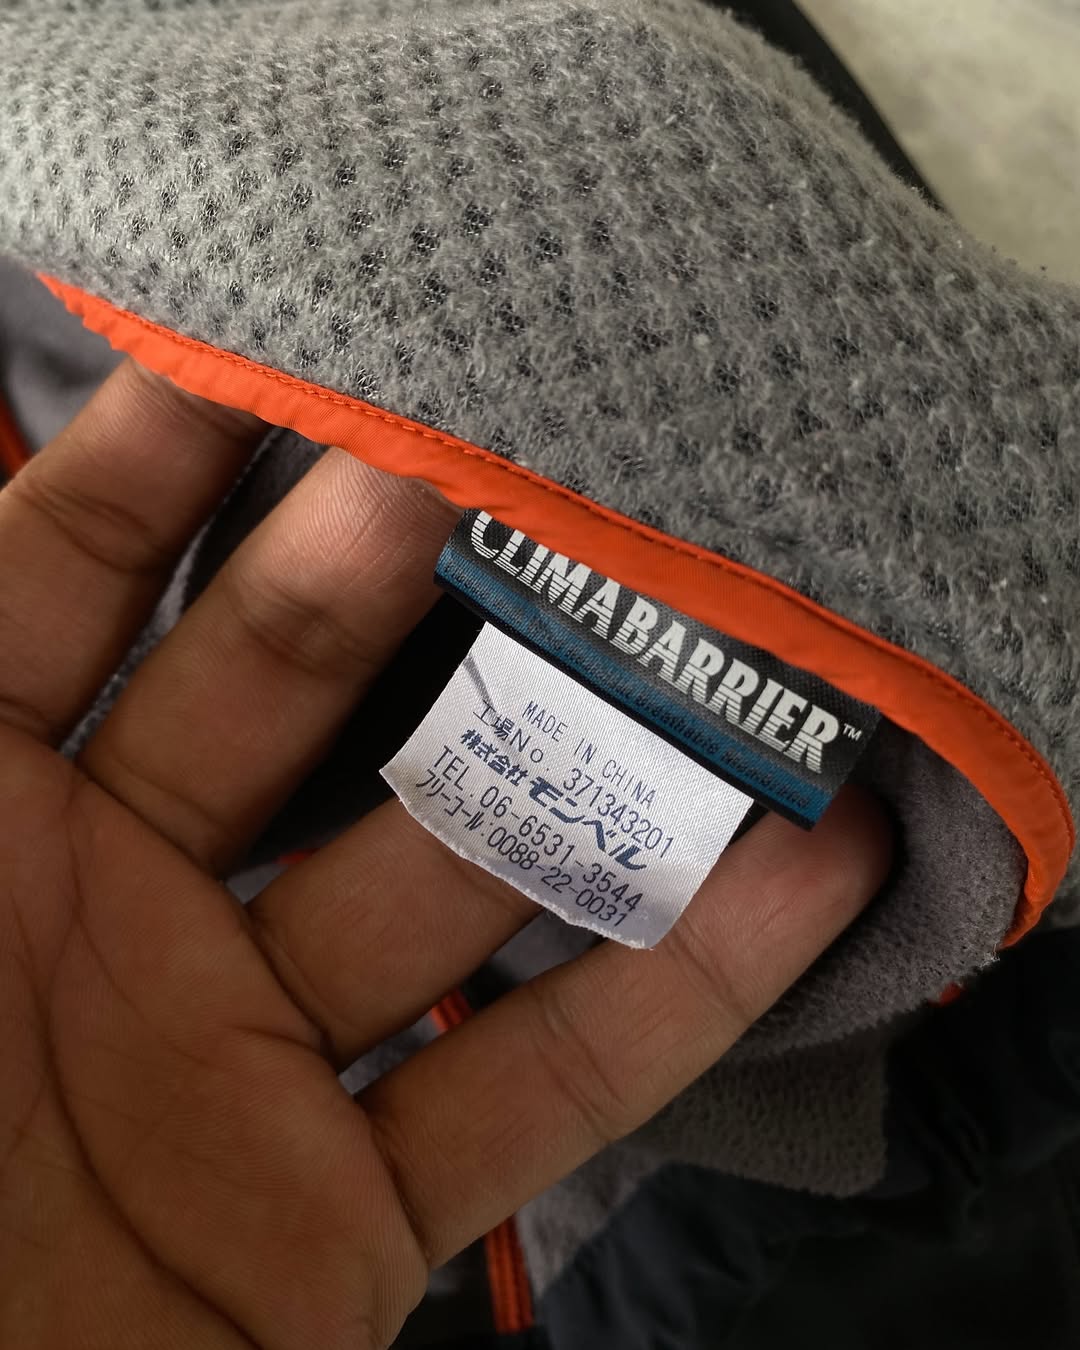 CLIMABARRIER™
MADE IN CHINA
工場No. 371343201
株式会社 モンベル
TEL.06-6531-3544
フリーコール.0088-22-0031